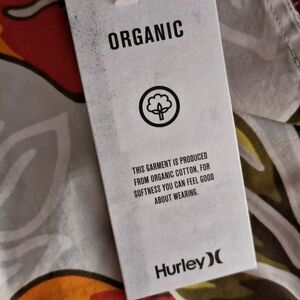 ORGANIC
THIS GARMENT IS PRODUCED
FROM ORGANIC COTTON, FOR
SOFTNESS YOU CAN FEEL GOOD
ABOUT WEARING.
Hurley